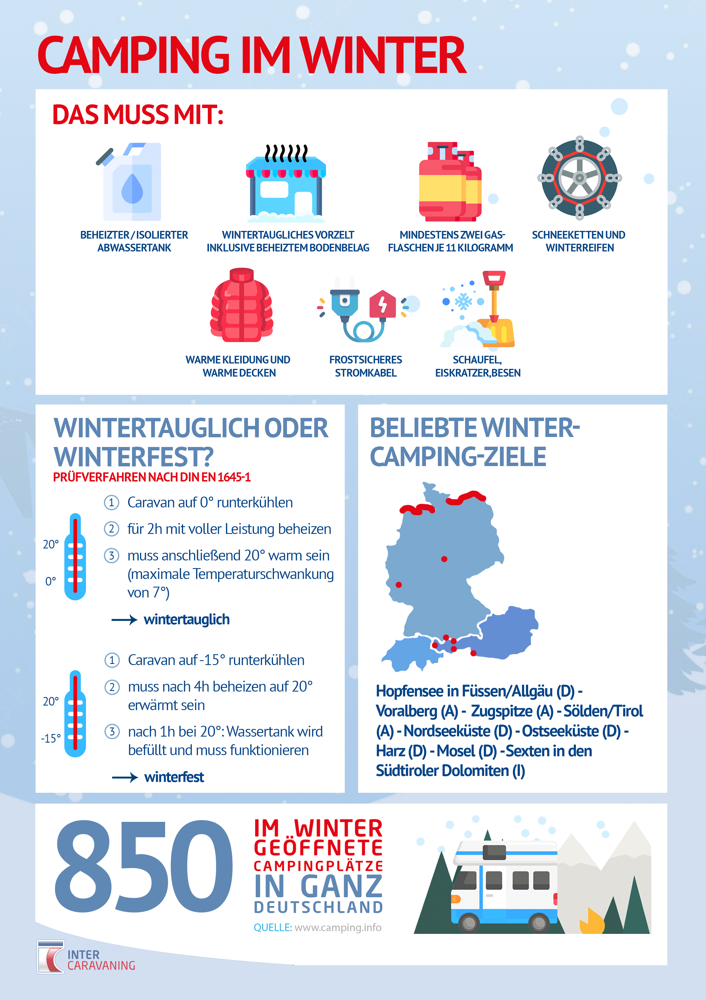 CAMPING IM WINTER
DAS MUSS MIT:
BEHEIZTER / ISOLIERTER
ABWASSERTANK
WINTERTAUGLICHES VORZELT
INKLUSIVE BEHEIZTEM BODENBELAG
MINDESTENS ZWEI GAS-
FLASCHEN JE 11 KILOGRAMM
SCHNEEKETTEN UND
WINTERREIFEN
WARME KLEIDUNG UND
WARME DECKEN
FROSTSICHERES
STROMKABEL
SCHAUFEL,
EISKRATZER,BESEN
WINTERTAUGLICH ODER
WINTERFEST?
PRÜFVERFAHREN NACH DIN EN 1645-1
1 Caravan auf 0° runterkühlen
2 für 2h mit voller Leistung beheizen
3 muss anschließend 20° warm sein
(maximale Temperaturschwankung
von 7°)
20°
0°
→ wintertauglich
1 Caravan auf -15° runterkühlen
2 muss nach 4h beheizen auf 20°
erwärmt sein
3 nach 1h bei 20°: Wassertank wird
befüllt und muss funktionieren
20°
-15°
→ winterfest
BELIEBTE WINTER-
CAMPING-ZIELE
Hopfensee in Füssen/Allgäu (D) -
Voralberg (A) - Zugspitze (A) - Sölden/Tirol
(A) - Nordseeküste (D) - Ostseeküste (D) -
Harz (D) - Mosel (D) - Sexten in den
Südtiroler Dolomiten (I)
850
IM WINTER
GEÖFFNETE
CAMPINGPLÄTZE
IN GANZ
DEUTSCHLAND
QUELLE: www.camping.info
INTER
CARAVANING